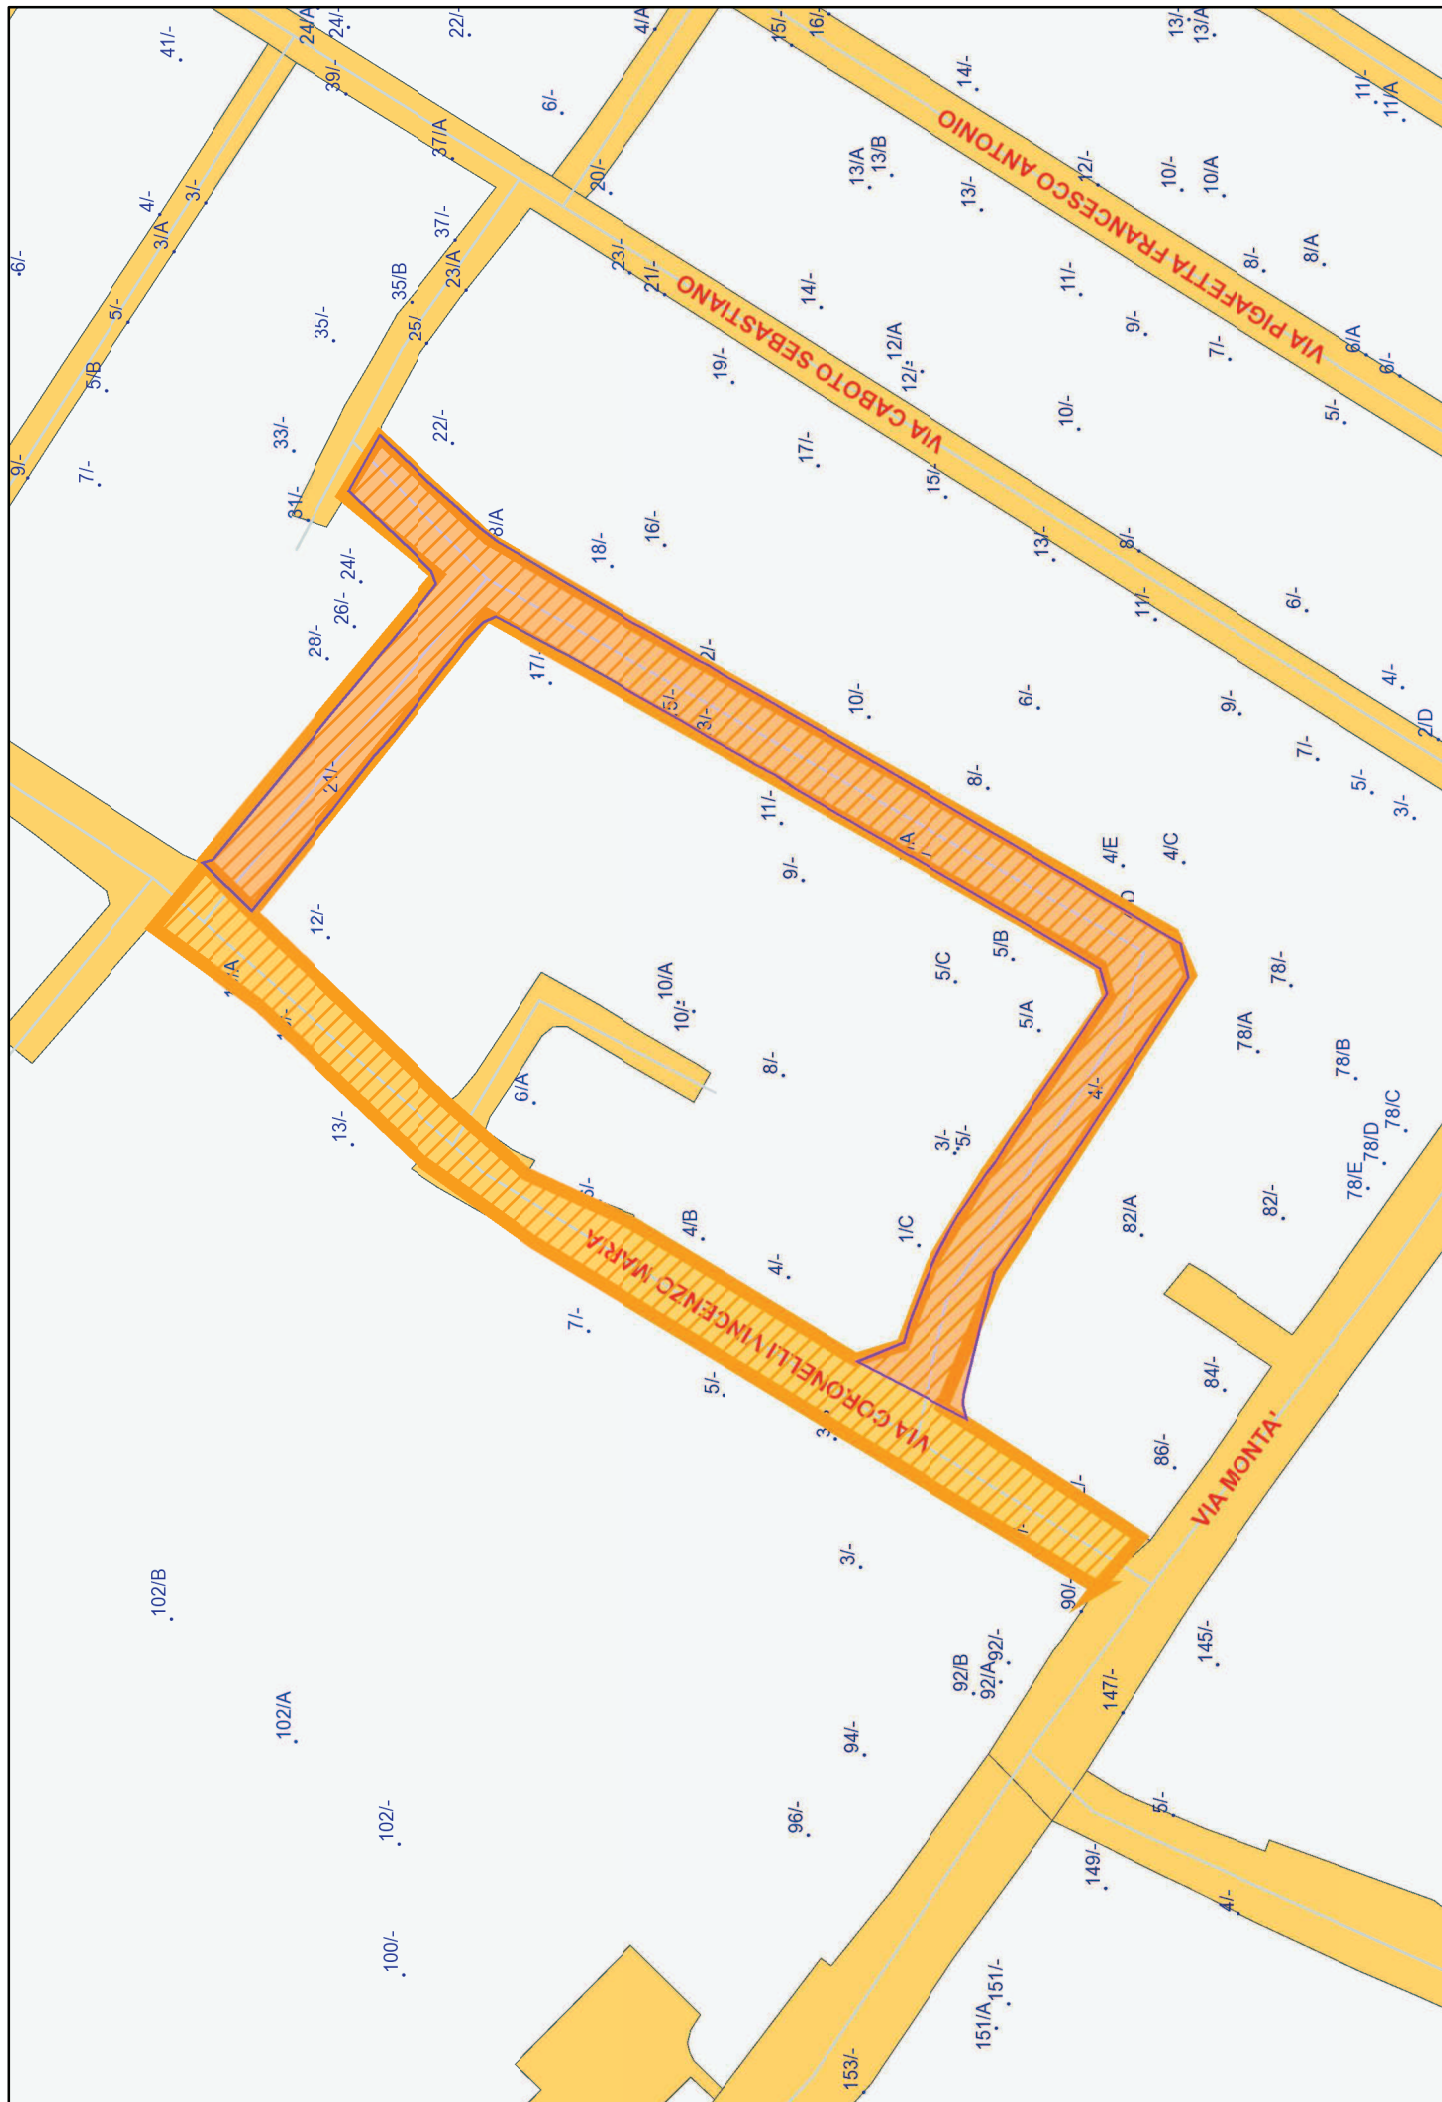 41/-
24/A
24/-
22/-
4/A
15/-
16/-
13/-
13/A
39/-
37/A
6/-
14/-
11/-
11/A
4/-
3/-
3/A
20/-
13/A
13/B
13/-
12/-
10/-
10/A
6/-
5/-
35/-
35/B
37/-
23/A
25/
23/-
21/-
14/-
11/-
8/-
8/A
VIA PIGAFETTA FRANCESCO ANTONIO
VIA CABOTO SEBASTIANO
5/B
19/-
12/A
12/-
9/-
7/-
6/A
6/-
9/-
7/-
33/-
22/-
17/-
15/-
10/-
5/-
31/-
24/-
8/A
18/-
16/-
13/-
8/-
26/-
28/-
17/-
2/-
11/-
6/-
5/-
3/-
10/-
6/-
9/-
4/-
2/D
21/-
11/-
8/-
7/-
5/-
3/-
12/-
9/-
4/E
4/C
D
10/A
10/-
5/C
5/B
5/A
78/-
78/A
78/B
13/-
6/A
8/-
4/-
3/-
5/-
78/C
78/D
78/E
4/B
4/-
1/C
82/A
82/-
7/-
5/-
VIA CORONELLI VINCENZO MARIA
84/-
86/-
VIA MONTA'
102/B
3/-
90/-
92/B
92/A
92/-
145/-
147/-
102/A
94/-
102/-
96/-
5/-
149/-
4/-
100/-
151/A
151/-
153/-